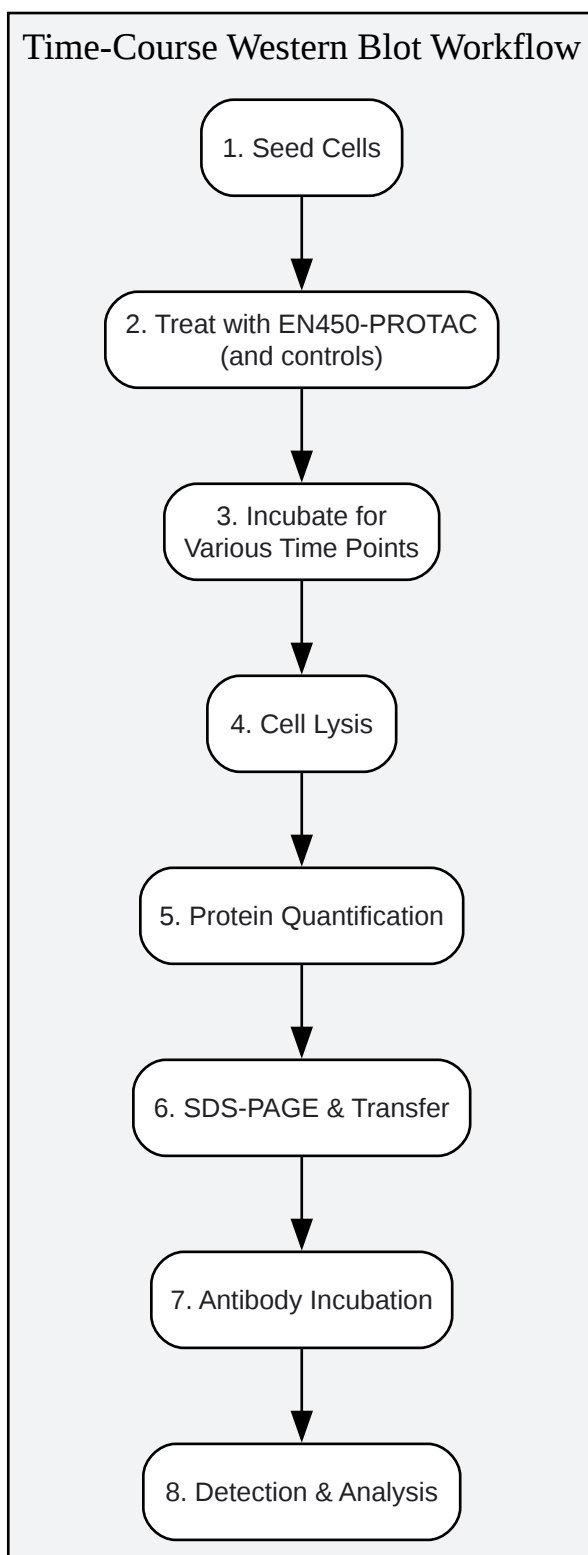 Time-Course Western Blot Workflow
1. Seed Cells
2. Treat with EN450-PROTAC
(and controls)
3. Incubate for
Various Time Points
4. Cell Lysis
5. Protein Quantification
6. SDS-PAGE & Transfer
7. Antibody Incubation
8. Detection & Analysis